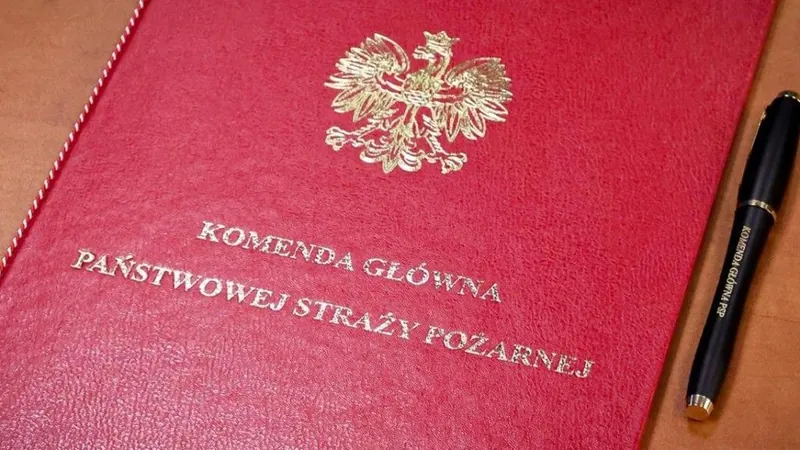 KOMENDA GŁÓWNA
PAŃSTWOWEJ STRAŻY POŻARNEJ
KOMENDA GŁÓWNA PSP